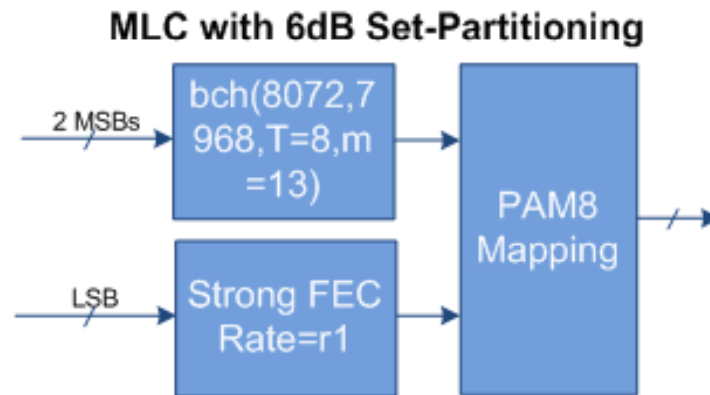 MLC with 6dB Set-Partitioning
2 MSBs
bch(8072,7
968,T=8,m
=13)
PAM8
Mapping
LSB
Strong FEC
Rate=r1